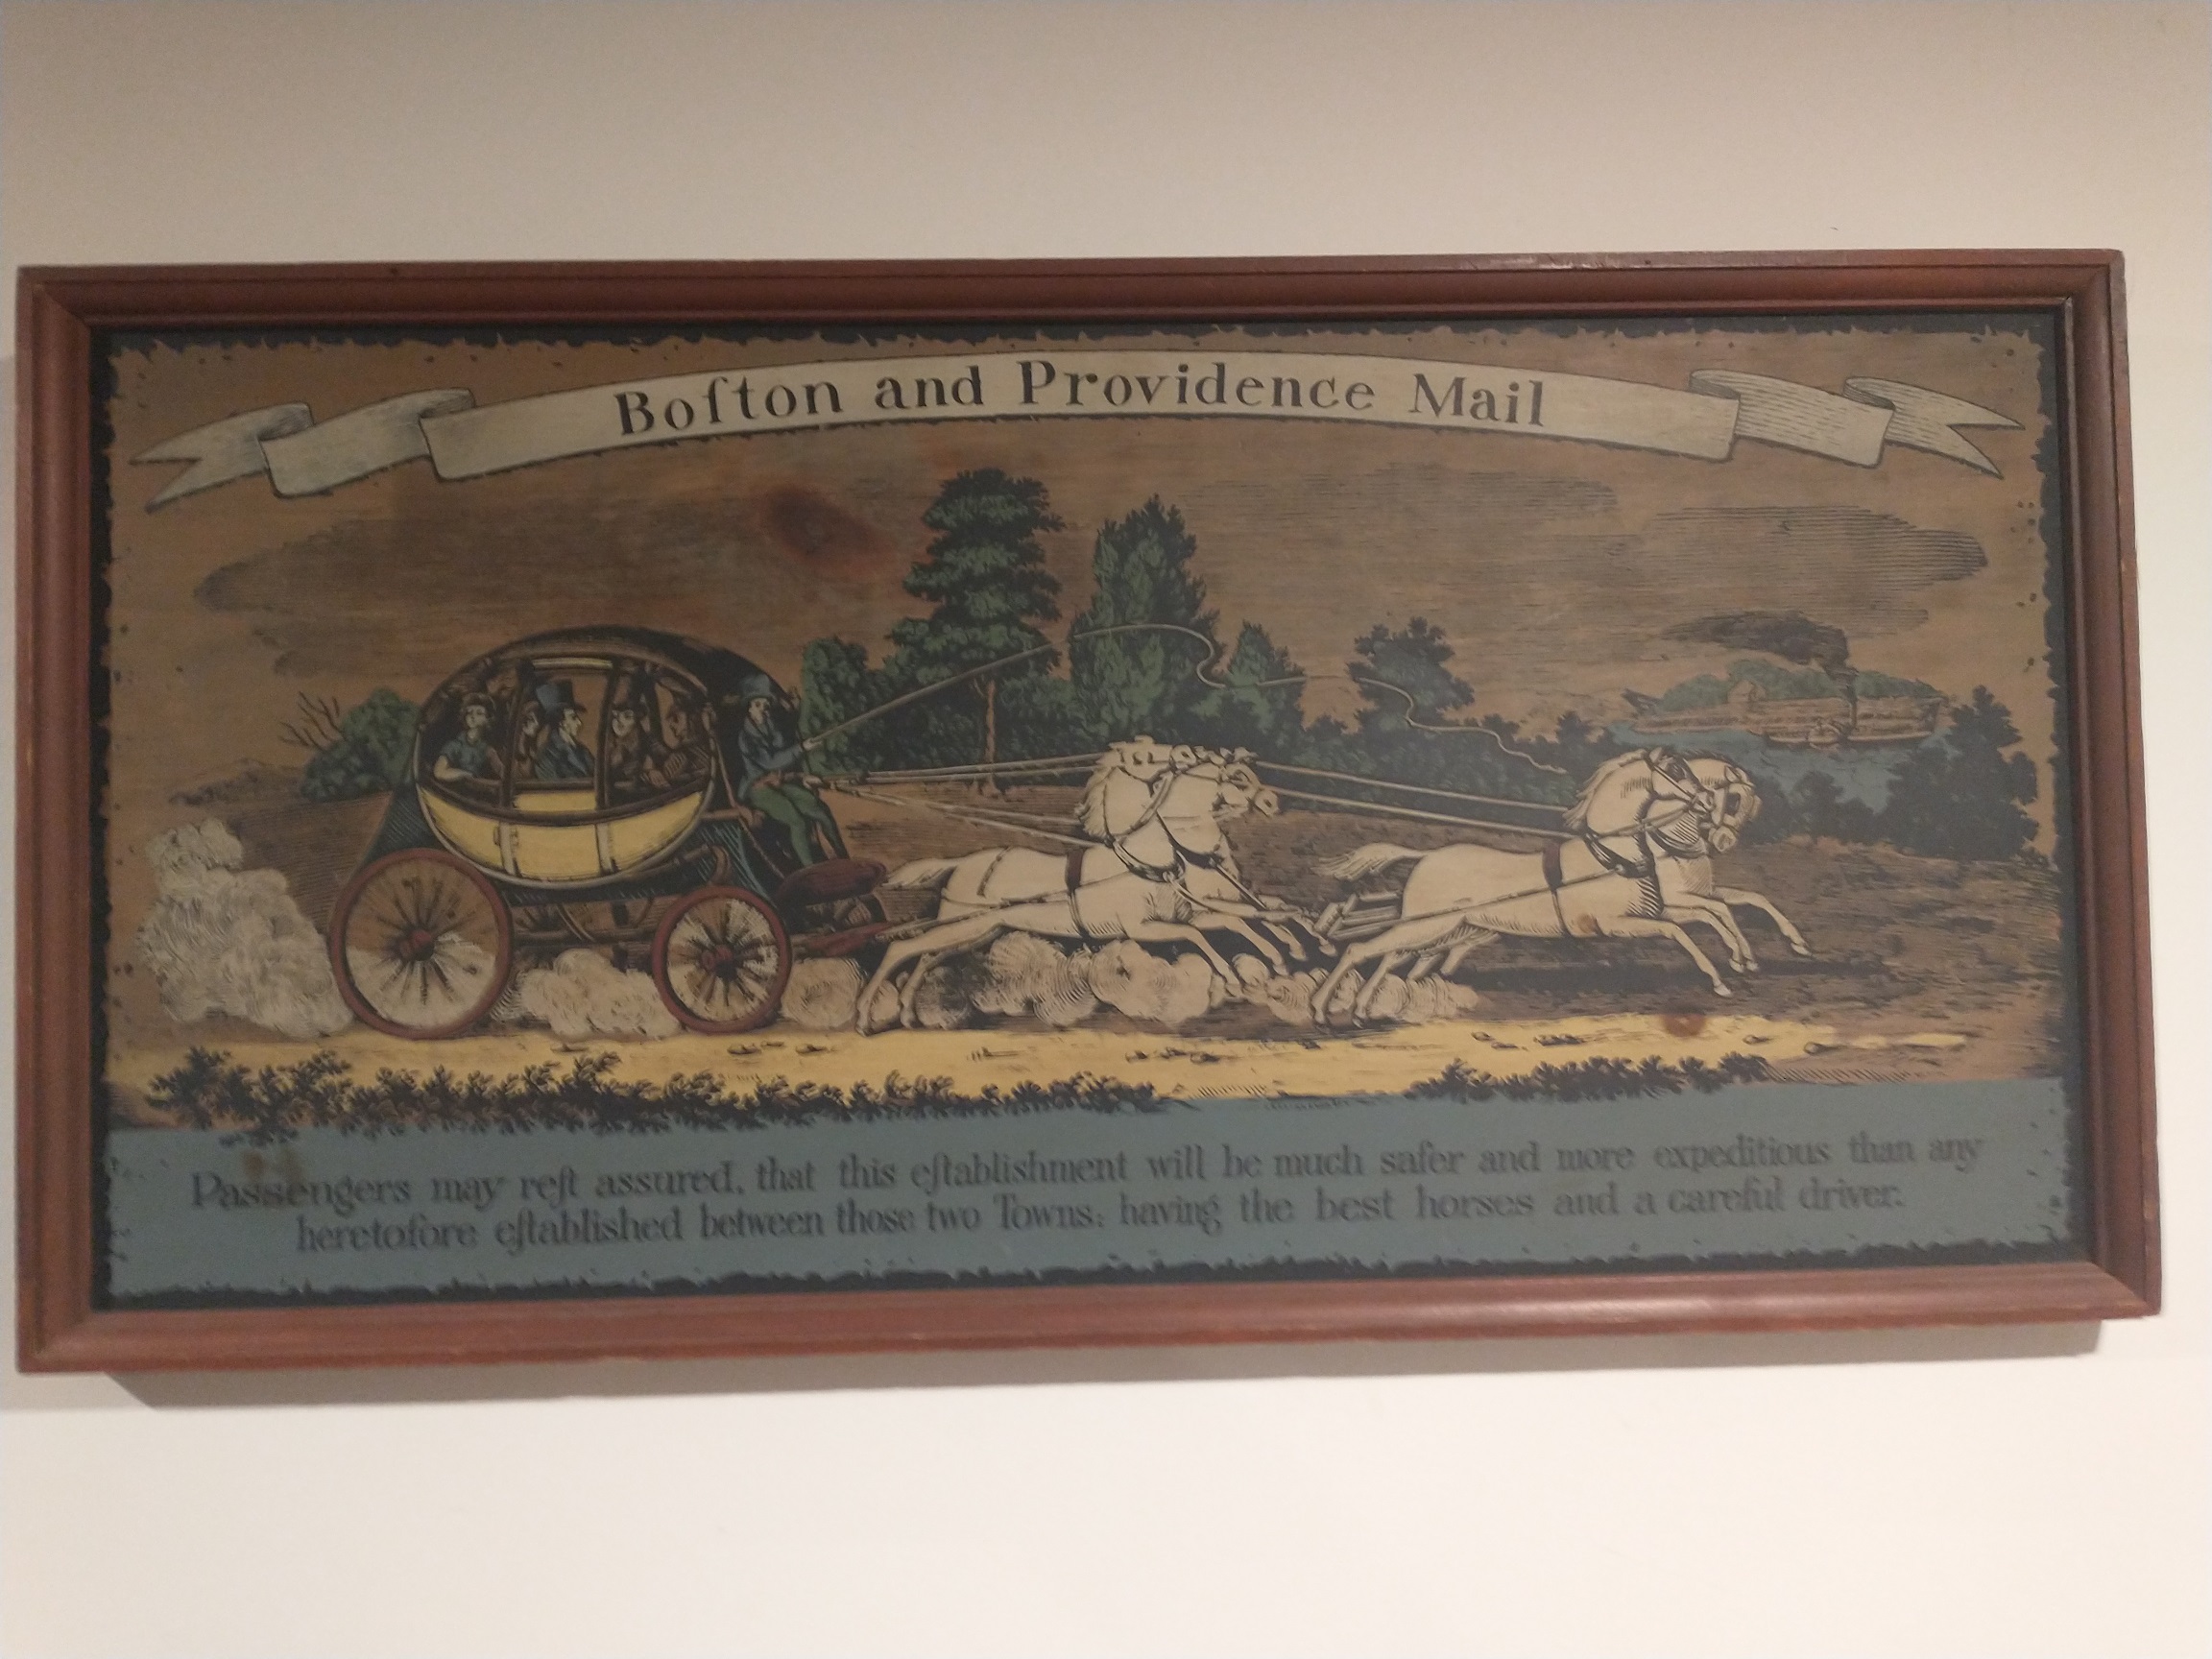 Boſton and Providence Mail
Passengers may reſt assured, that this eſtablishment will be much safer and more expeditious than any
heretofore eſtablished between those two Towns; having the best horses and a careful driver.